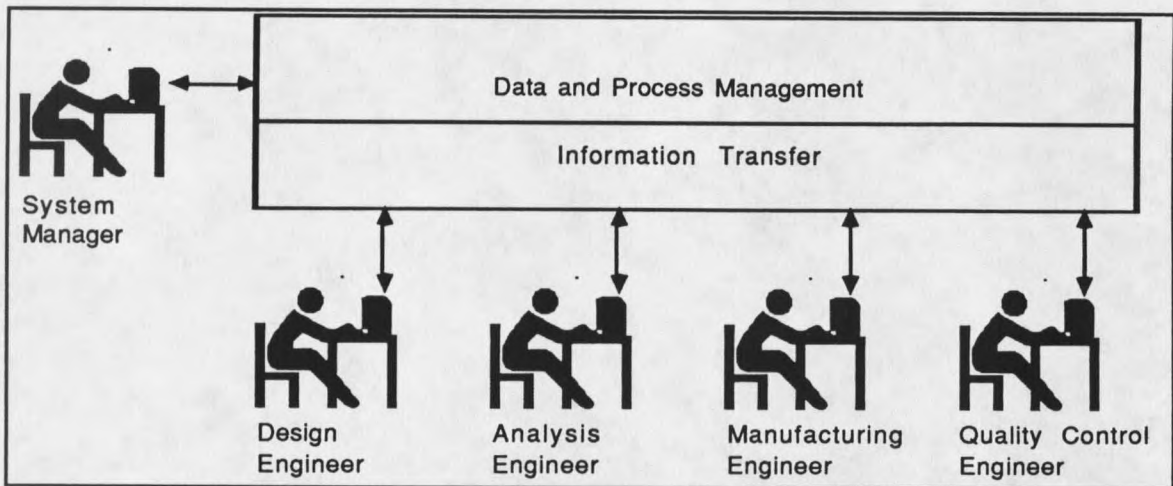 Data and Process Management
Information Transfer
System
Manager
Design
Engineer
Analysis
Engineer
Manufacturing
Engineer
Quality Control
Engineer